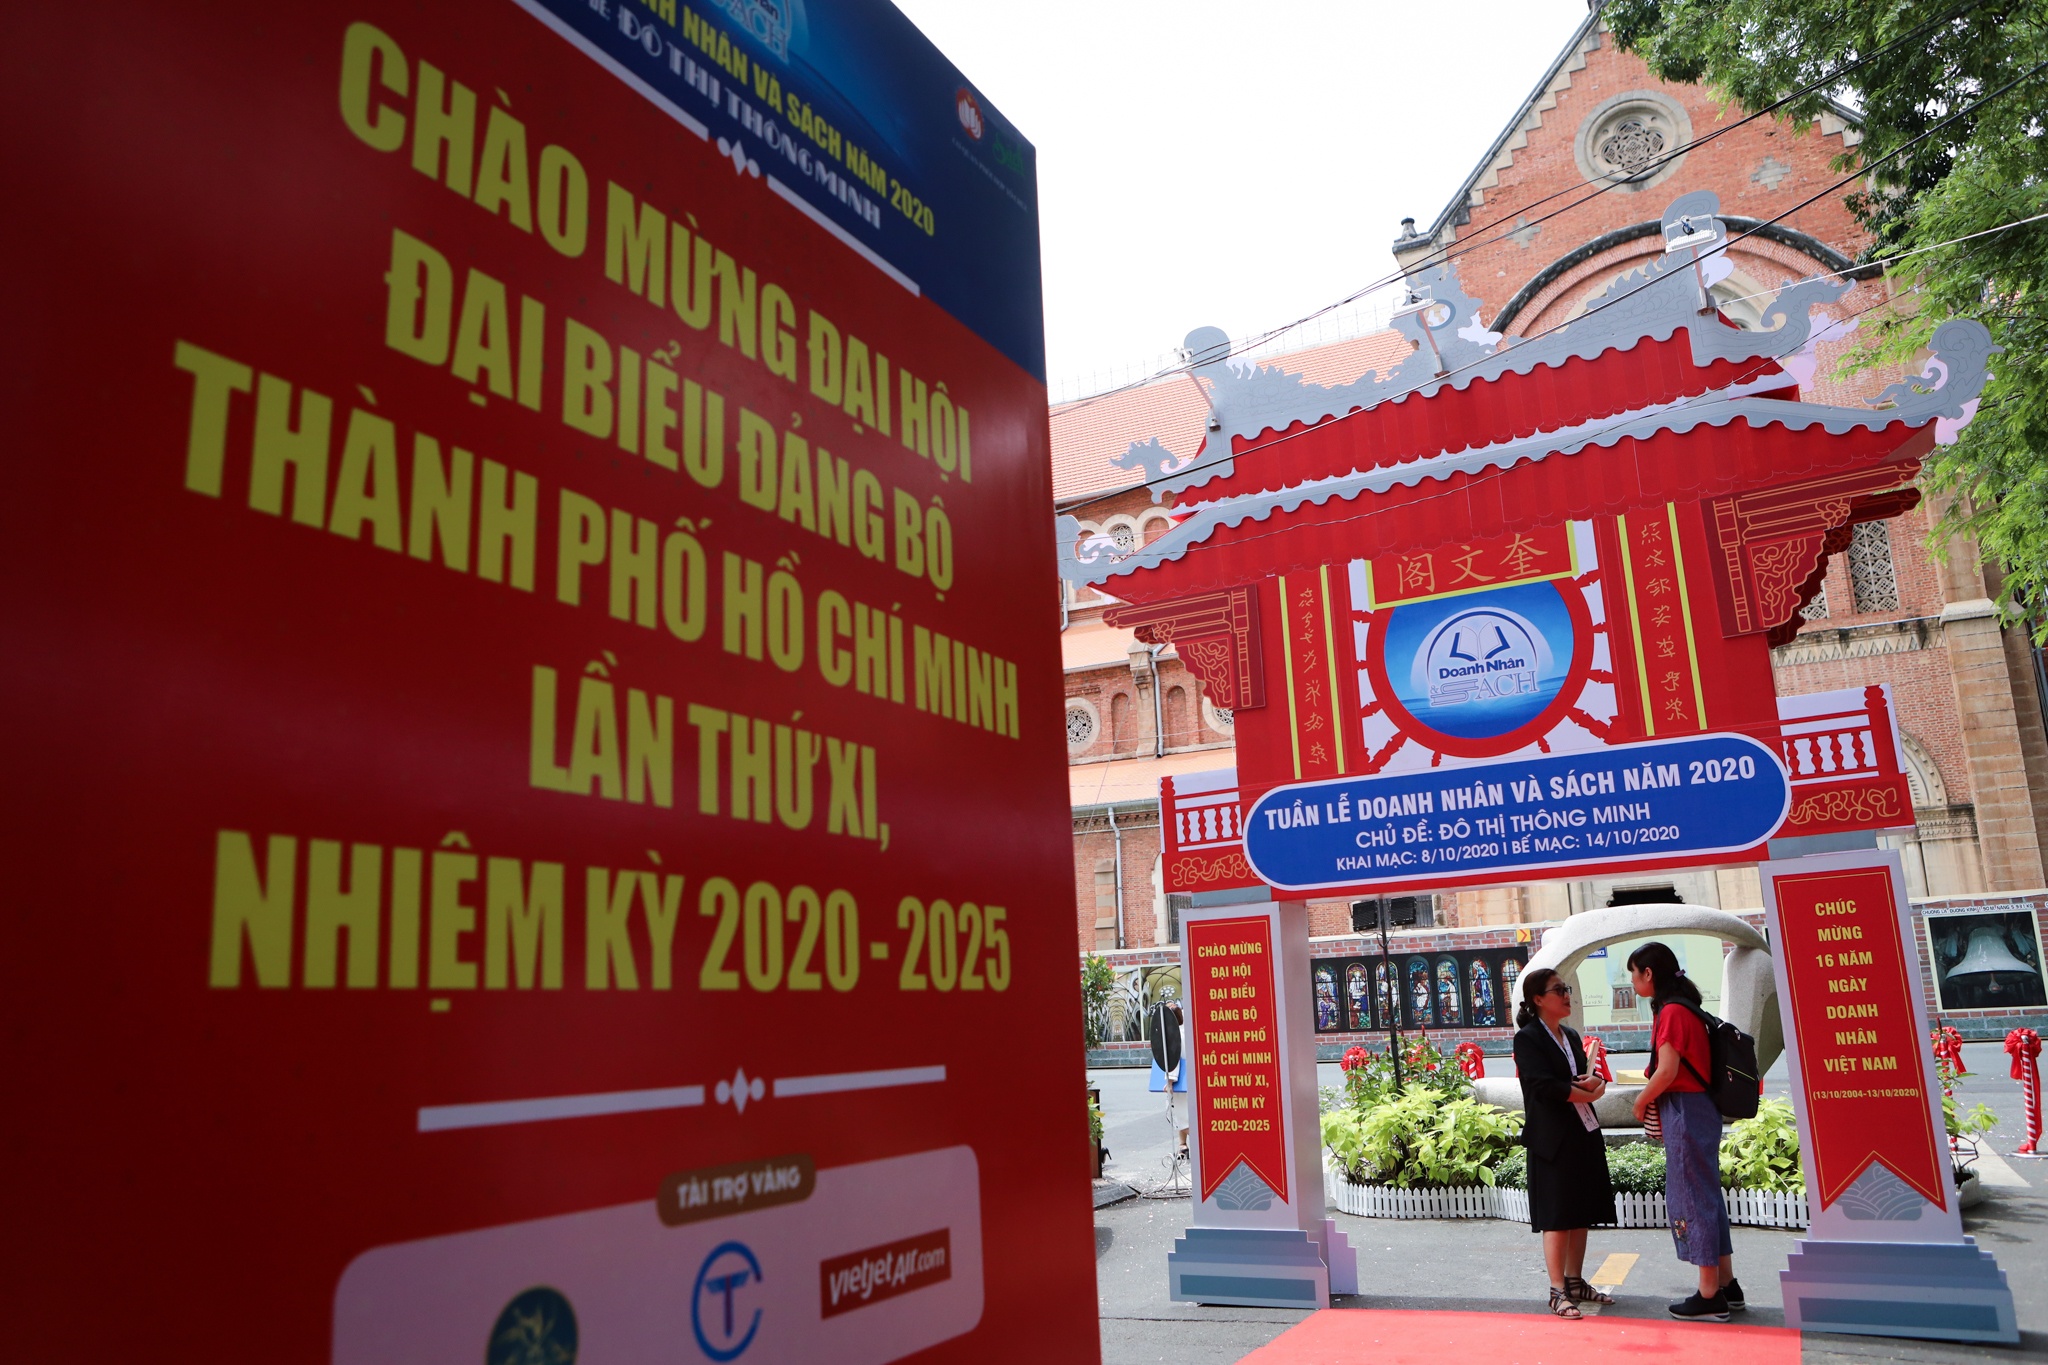 NHÂN VÀ SÁCH NĂM 2020
ĐÔ THỊ THÔNG MINH
CHÀO MỪNG ĐẠI HỘI
ĐẠI BIỂU ĐẢNG BỘ
THÀNH PHỐ HỒ CHÍ MINH
LẦN THỨ XI,
NHIỆM KỲ 2020 - 2025
TÀI TRỢ VÀNG
vietjetAir.com
阁文奎
Doanh Nhân
& SÁCH
TUẦN LỄ DOANH NHÂN VÀ SÁCH NĂM 2020
CHỦ ĐỀ: ĐÔ THỊ THÔNG MINH
KHAI MẠC: 8/10/2020 I BẾ MẠC: 14/10/2020
CHÀO MỪNG
ĐẠI HỘI
ĐẠI BIỂU
ĐẢNG BỘ
THÀNH PHỐ
HỒ CHÍ MINH
LẦN THỨ XI,
NHIỆM KỲ
2020-2025
CHÚC
MỪNG
16 NĂM
NGÀY
DOANH
NHÂN
VIỆT NAM
(13/10/2004-13/10/2020)